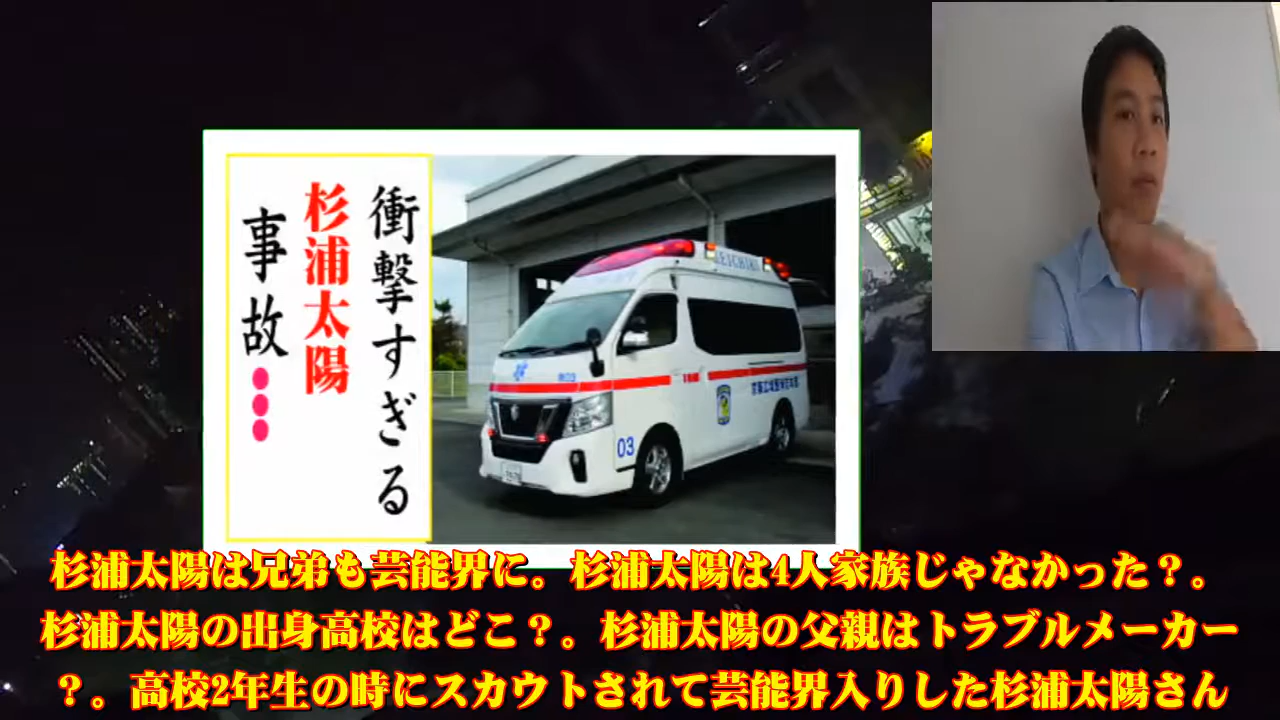 衝撃すぎる
杉浦太陽
事故•••
03
杉浦太陽は兄弟も芸能界に。杉浦太陽は4人家族じゃなかった？。
杉浦太陽の出身高校はどこ？。杉浦太陽の父親はトラブルメーカー
？。高校2年生の時にスカウトされて芸能界入りした杉浦太陽さん